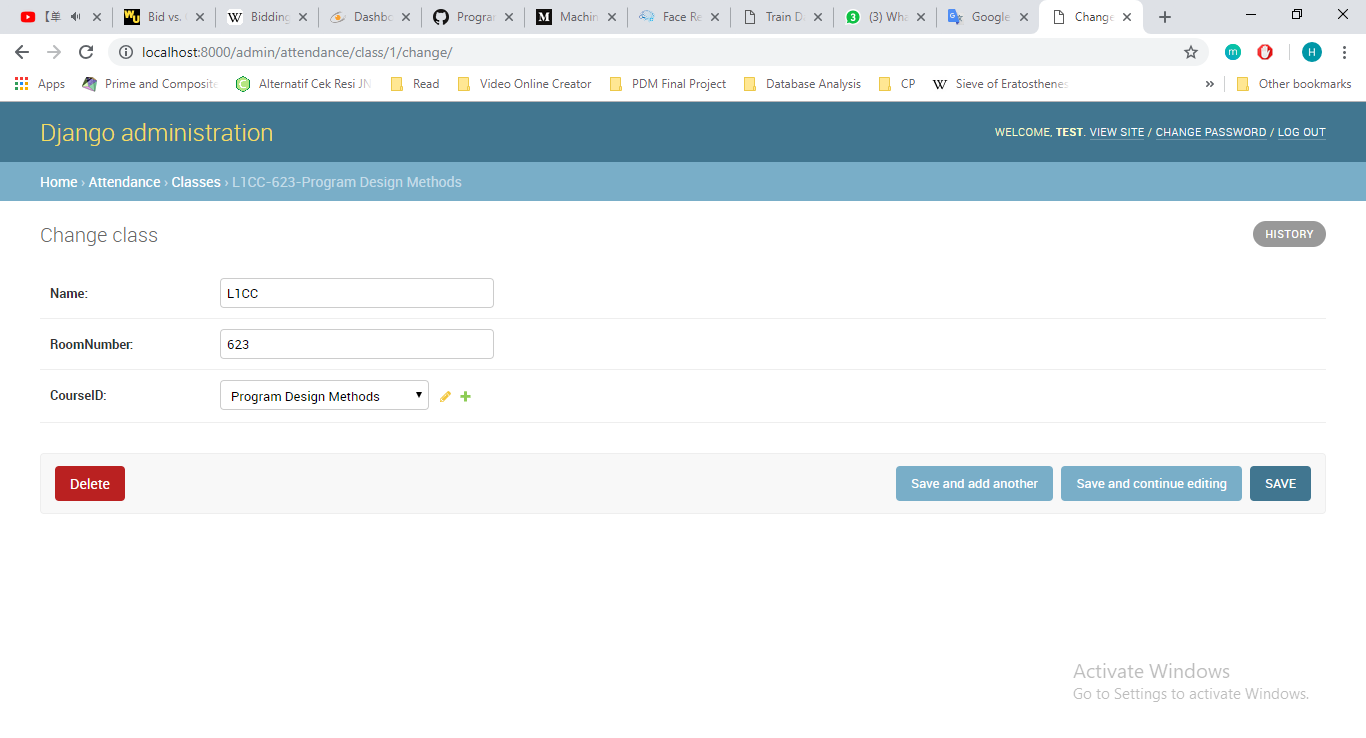 【单 Bid vs. Bidding Dashbo Progra Machin Face Re Train Da 3 (3) Wha Google Change
localhost:8000/admin/attendance/class/1/change/ m H
Apps Prime and Composite Alternatif Cek Resi JN Read Video Online Creator PDM Final Project Database Analysis CP W Sieve of Eratosthenes » Other bookmarks
Django administration WELCOME, TEST. VIEW SITE / CHANGE PASSWORD / LOG OUT
Home › Attendance › Classes › L1CC-623-Program Design Methods
Change class HISTORY
Name: L1CC
RoomNumber: 623
CourseID: Program Design Methods
Delete Save and add another Save and continue editing SAVE
Activate Windows
Go to Settings to activate Windows.